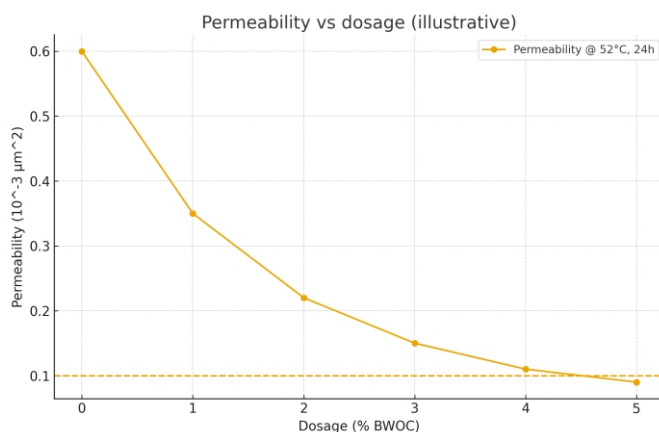 Permeability vs dosage (illustrative)
Permeability @ 52°C, 24h
Permeability (10^-3 μm^2)
0.6
0.5
0.4
0.3
0.2
0.1
0 1 2 3 4 5
Dosage (% BWOC)